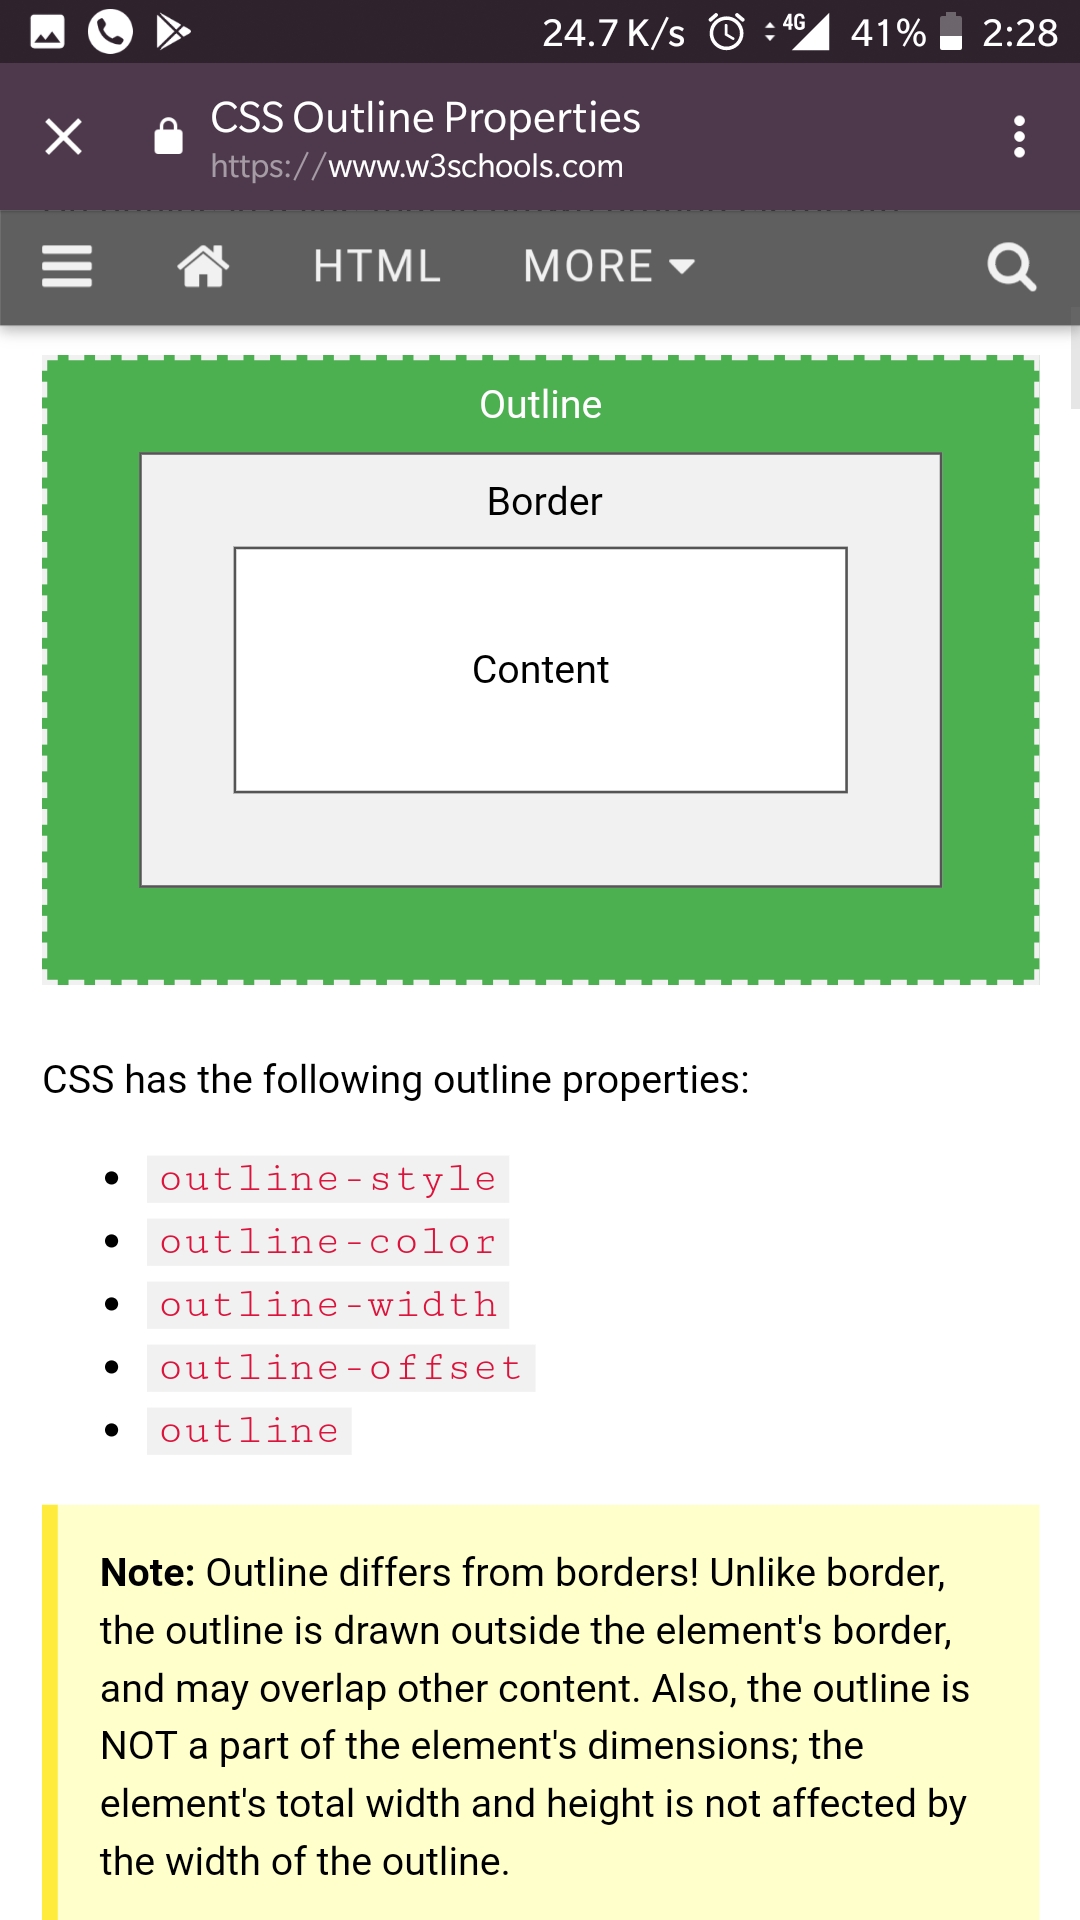 24.7 K/s 4G 41% 2:28
CSS Outline Properties
https://www.w3schools.com
HTML MORE
Outline
Border
Content
CSS has the following outline properties:
outline-style
outline-color
outline-width
outline-offset
outline
Note: Outline differs from borders! Unlike border,
the outline is drawn outside the element's border,
and may overlap other content. Also, the outline is
NOT a part of the element's dimensions; the
element's total width and height is not affected by
the width of the outline.